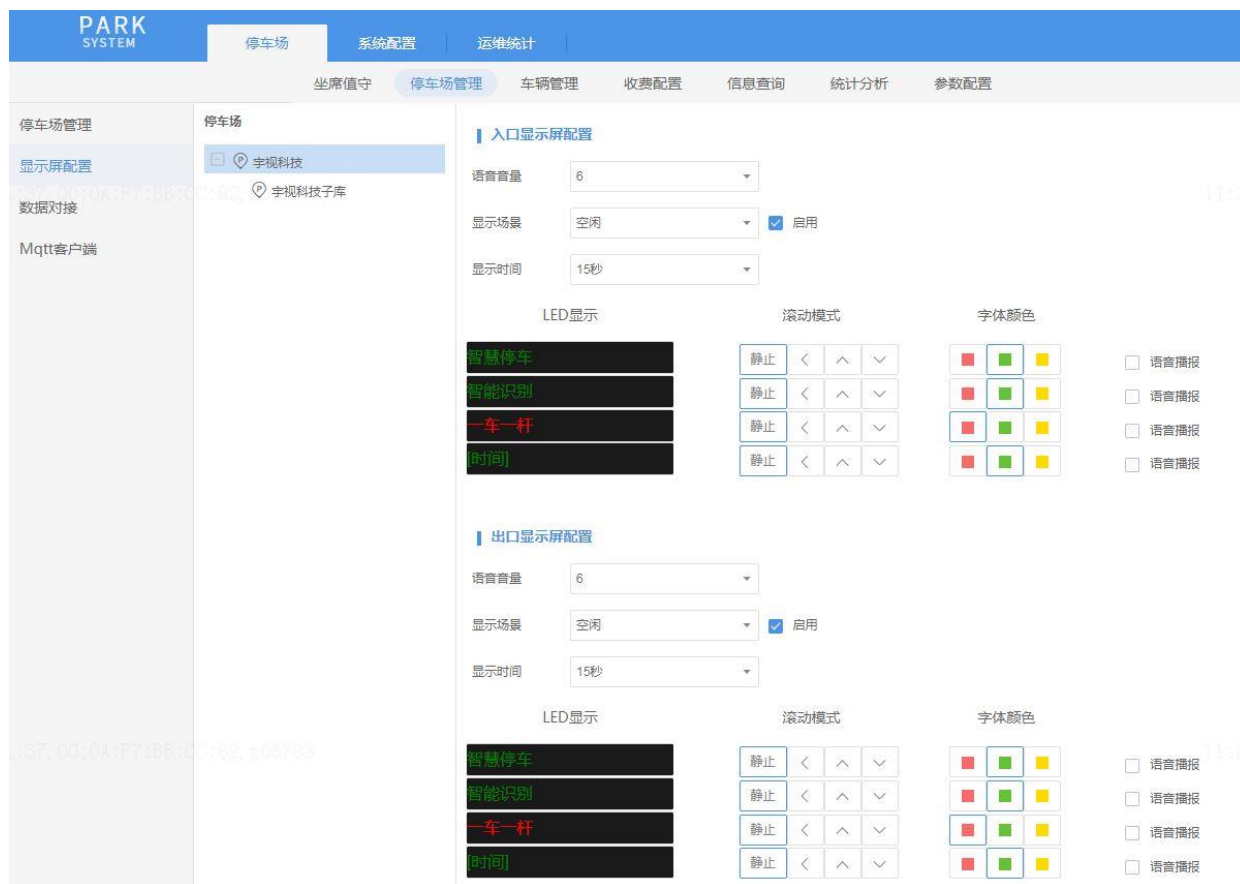 PARK
SYSTEM
停车场 系统配置 运维统计
坐席值守 停车场管理 车辆管理 收费配置 信息查询 统计分析 参数配置
停车场管理
显示屏配置
数据对接
Mqtt客户端
停车场
宇视科技
宇视科技子库
入口显示屏配置
语音音量 6
显示场景 空闲 启用
显示时间 15秒
LED显示 滚动模式 字体颜色
智慧停车 静止 语音播报
智能识别 静止 语音播报
一车一杆 静止 语音播报
[时间] 静止 语音播报
出口显示屏配置
语音音量 6
显示场景 空闲 启用
显示时间 15秒
LED显示 滚动模式 字体颜色
智慧停车 静止 语音播报
智能识别 静止 语音播报
一车一杆 静止 语音播报
[时间] 静止 语音播报